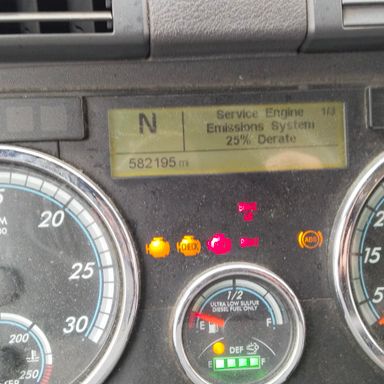 N
Service Engine 1/3
Emissions System
25% Derate
582195 mi
20
25
30
200
250
ABS
1/2
ULTRA LOW SULFUR
DIESEL FUEL ONLY
E F
DEF
E F
5